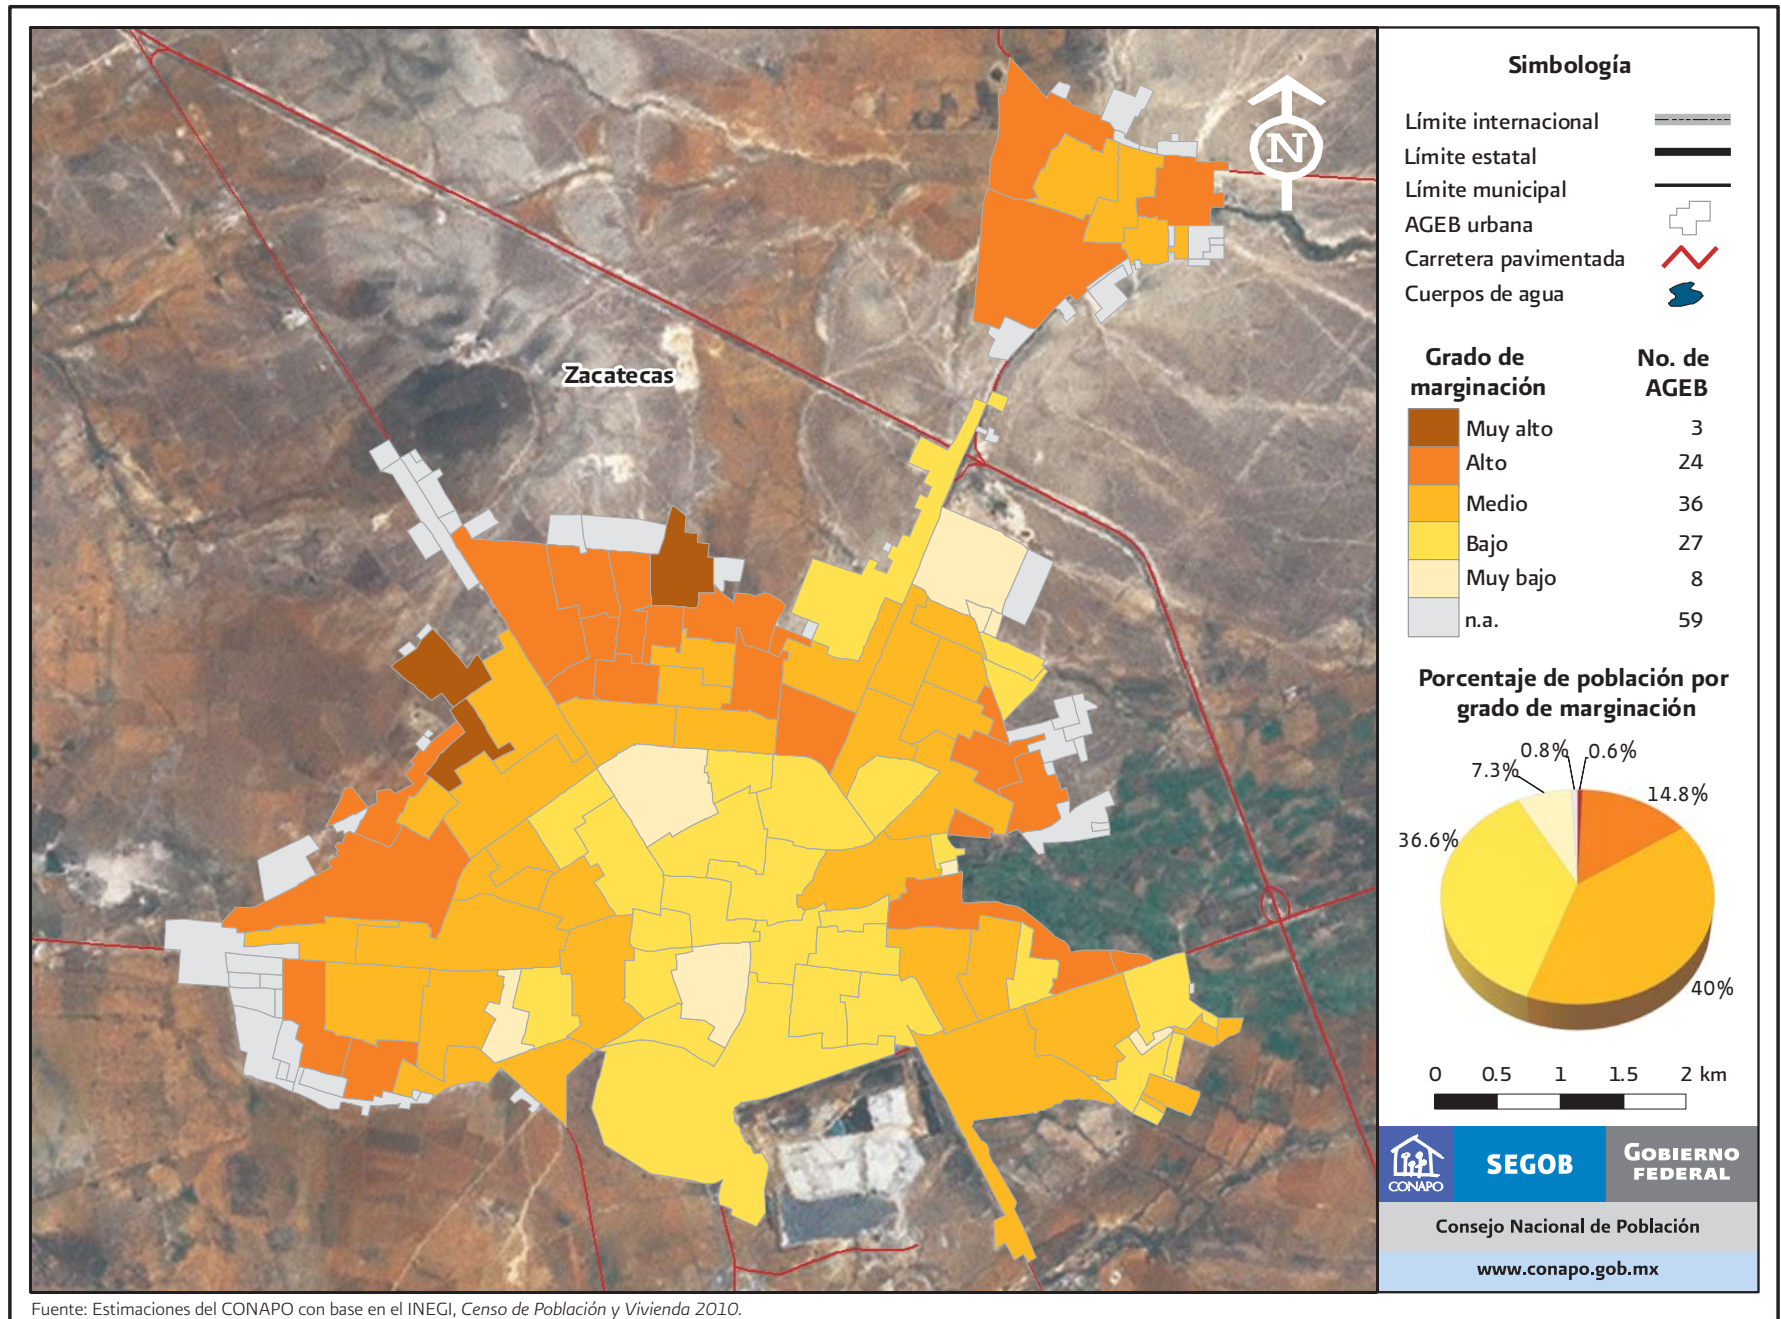 Zacatecas
N
Simbología
Límite internacional
Límite estatal
Límite municipal
AGEB urbana
Carretera pavimentada
Cuerpos de agua
Grado de marginación No. de AGEB
Muy alto 3
Alto 24
Medio 36
Bajo 27
Muy bajo 8
n.a. 59
Porcentaje de población por
grado de marginación
0.8% 0.6%
7.3%
14.8%
36.6%
40%
0 0.5 1 1.5 2 km
CONAPO
SEGOB
GOBIERNO
FEDERAL
Consejo Nacional de Población
www.conapo.gob.mx
Fuente: Estimaciones del CONAPO con base en el INEGI, Censo de Población y Vivienda 2010.